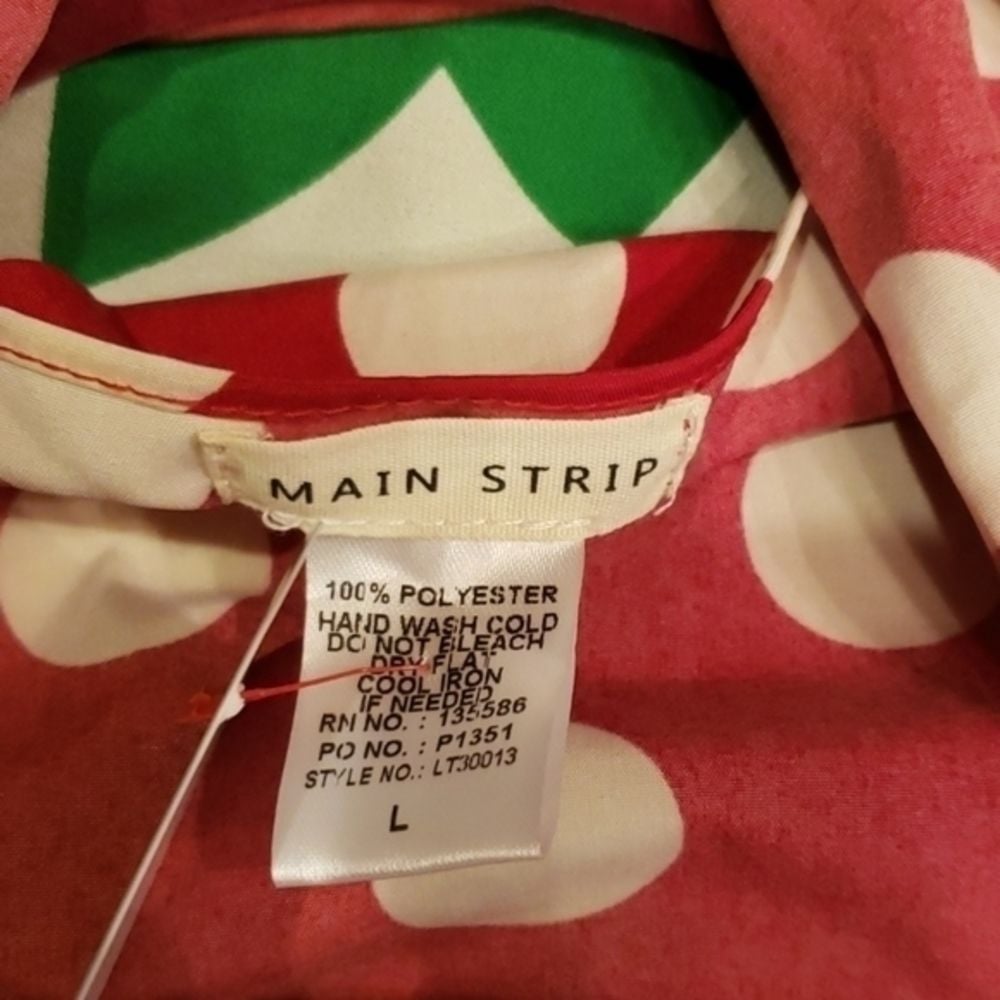 MAIN STRIP
100% POLYESTER
HAND WASH COLD
DO NOT BLEACH
DRY FLAT
COOL IRON
IF NEEDED
RN NO. : 135586
PO NO. : P1351
STYLE NO.: LT30013
L